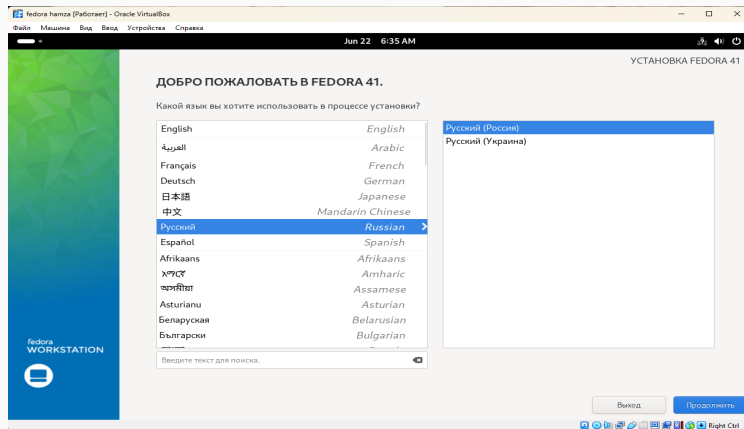 fedora hamza [Работает] - Oracle VirtualBox
Файл Машина Вид Ввод Устройства Справка
Jun 22 6:35 AM
УСТАНОВКА FEDORA 41
ДОБРО ПОЖАЛОВАТЬ В FEDORA 41.
Какой язык вы хотите использовать в процессе установки?
English English
العربية Arabic
Français French
Deutsch German
日本語 Japanese
中文 Mandarin Chinese
Русский Russian
Español Spanish
Afrikaans Afrikaans
አማርኛ Amharic
অসমীয়া Assamese
Asturianu Asturian
Беларуская Belarusian
Български Bulgarian
Русский (Россия)
Русский (Украина)
Введите текст для поиска.
fedora
WORKSTATION
Выход Продолжить
Right Ctrl